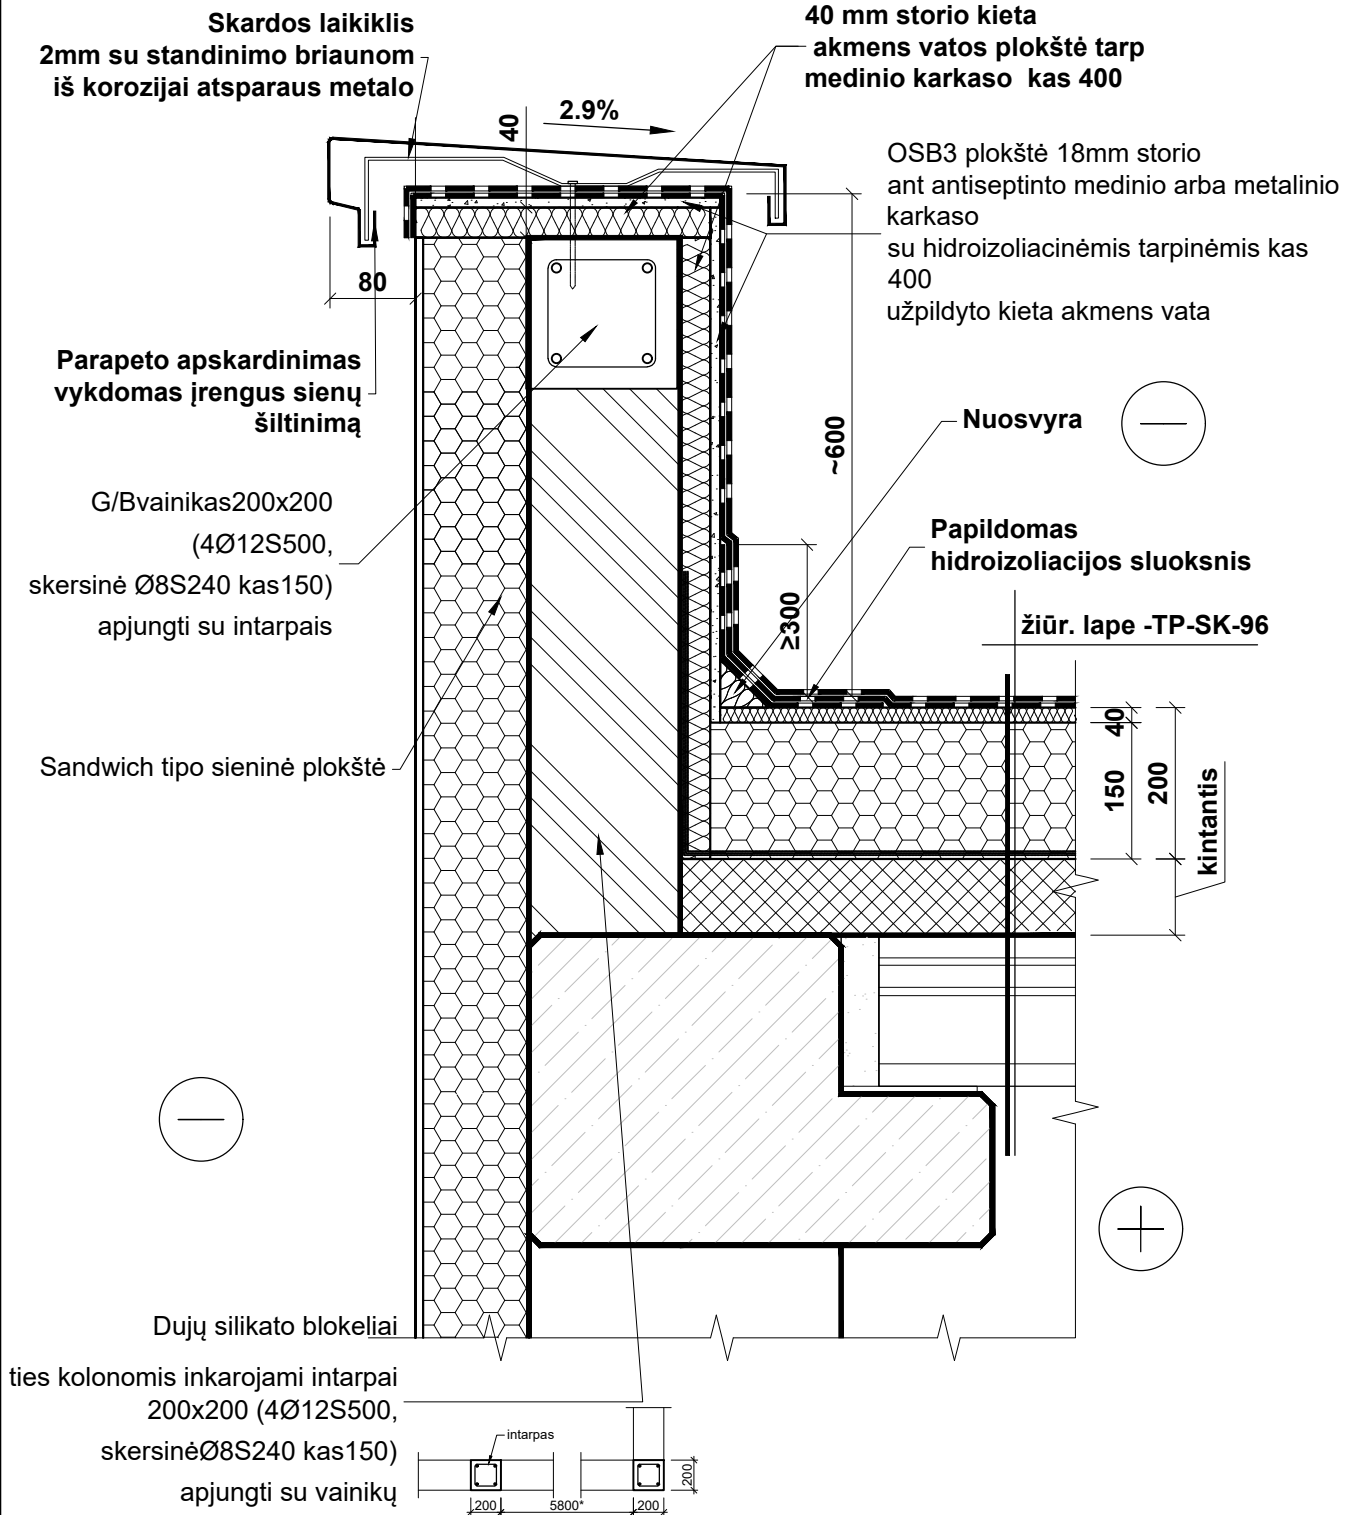 Skardos laikiklis
2mm su standinimo briaunom
iš korozijai atsparaus metalo
40 mm storio kieta
akmens vatos plokštė tarp
medinio karkaso kas 400
40
2.9%
OSB3 plokštė 18mm storio
ant antiseptinto medinio arba metalinio
karkaso
su hidroizoliacinėmis tarpinėmis kas
400
užpildyto kieta akmens vata
80
Parapeto apskardinimas
vykdomas įrengus sienų
šiltinimą
~600
Nuosvyra
G/Bvainikas200x200
(4Ø12S500,
skersinė Ø8S240 kas150)
apjungti su intarpais
Papildomas
hidroizoliacijos sluoksnis
≥300
žiūr. lape -TP-SK-96
Sandwich tipo sieninė plokštė
40
150
200
kintantis
Dujų silikato blokeliai
ties kolonomis inkarojami intarpai
200x200 (4Ø12S500,
skersinėØ8S240 kas150)
apjungti su vainikų
intarpas
200
5800*
200
200